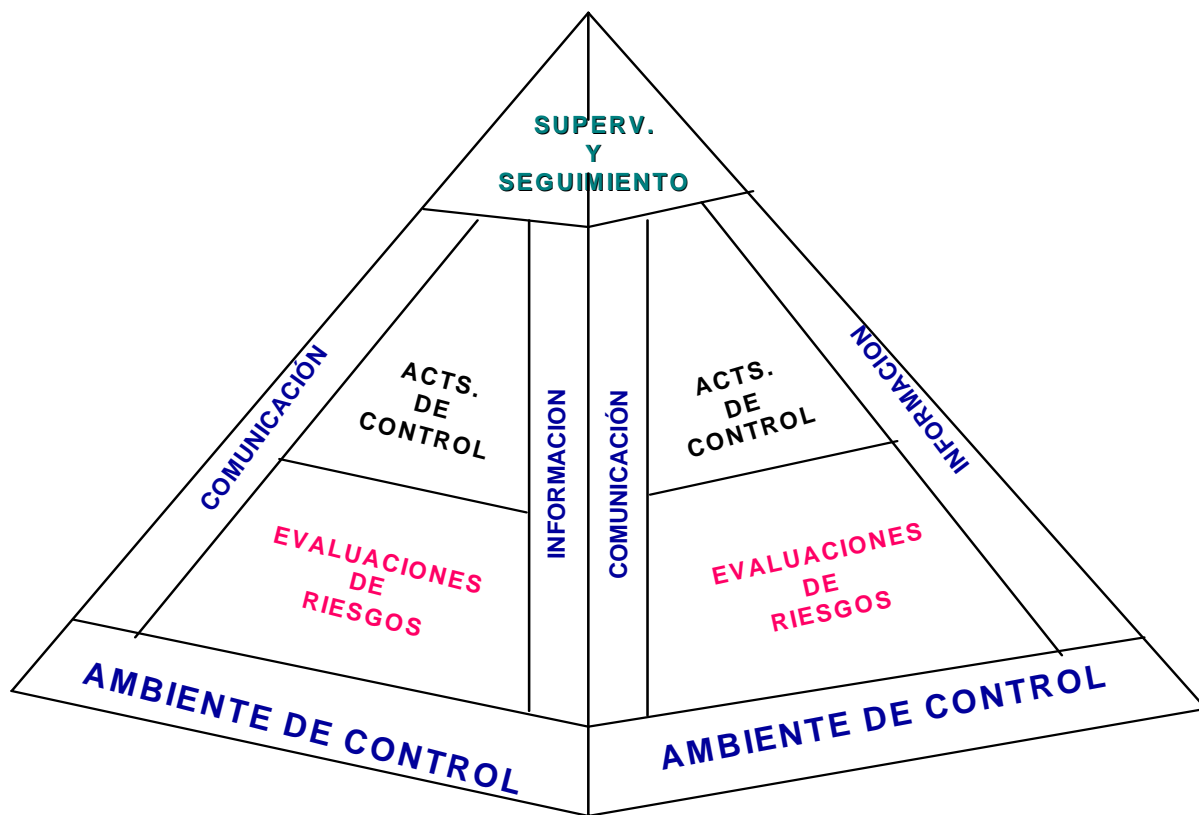 SUPERV.
Y
SEGUIMIENTO
COMUNICACIÓN
ACTS.
DE
CONTROL
INFORMACION
COMUNICACIÓN
ACTS.
DE
CONTROL
INFORMACION
EVALUACIONES
DE
RIESGOS
EVALUACIONES
DE
RIESGOS
AMBIENTE DE CONTROL
AMBIENTE DE CONTROL